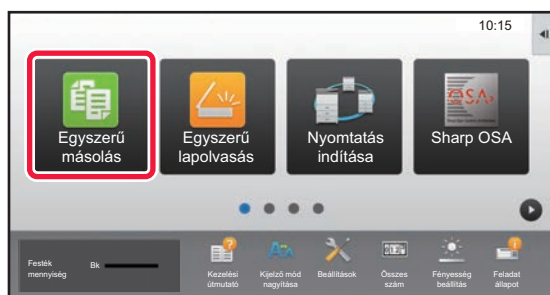 10:15
Egyszerű
másolás
Egyszerű
lapolvasás
Nyomtatás
indítása
Sharp OSA
Festék
mennyiség
Bk
Kezelési
útmutató
Kijelző mód
nagyítása
Beállítások
Összes
szám
Fényesség
beállítás
Feladat
állapot